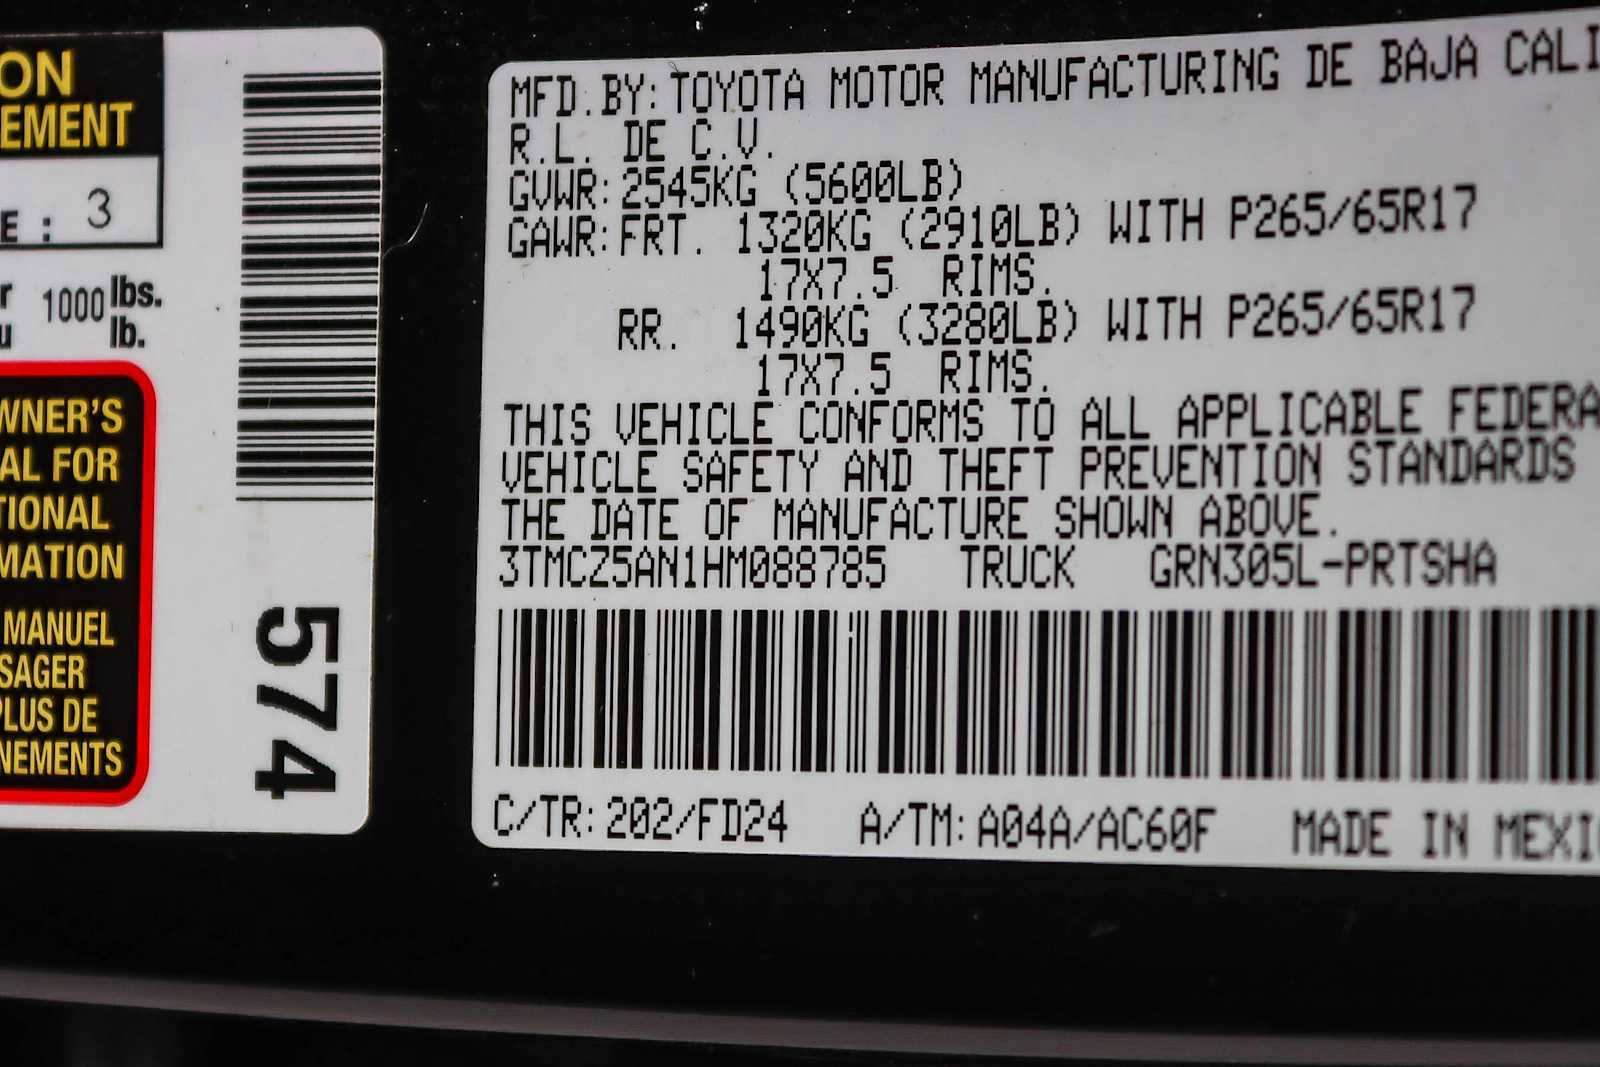 ON
EMENT
E : 3
r 1000 lbs.
u lb.
WNER'S
AL FOR
TIONAL
MATION
MANUEL
SAGER
PLUS DE
NEMENTS
574
MFD.BY:TOYOTA MOTOR MANUFACTURING DE BAJA CALI
R.L. DE C.V.
GVWR:2545KG (5600LB)
GAWR:FRT. 1320KG (2910LB) WITH P265/65R17
17X7.5 RIMS.
RR. 1490KG (3280LB) WITH P265/65R17
17X7.5 RIMS.
THIS VEHICLE CONFORMS TO ALL APPLICABLE FEDERA
VEHICLE SAFETY AND THEFT PREVENTION STANDARDS
THE DATE OF MANUFACTURE SHOWN ABOVE.
3TMCZ5AN1HM088785 TRUCK GRN305L-PRTSHA
C/TR:202/FD24 A/TM:A04A/AC60F MADE IN MEXI